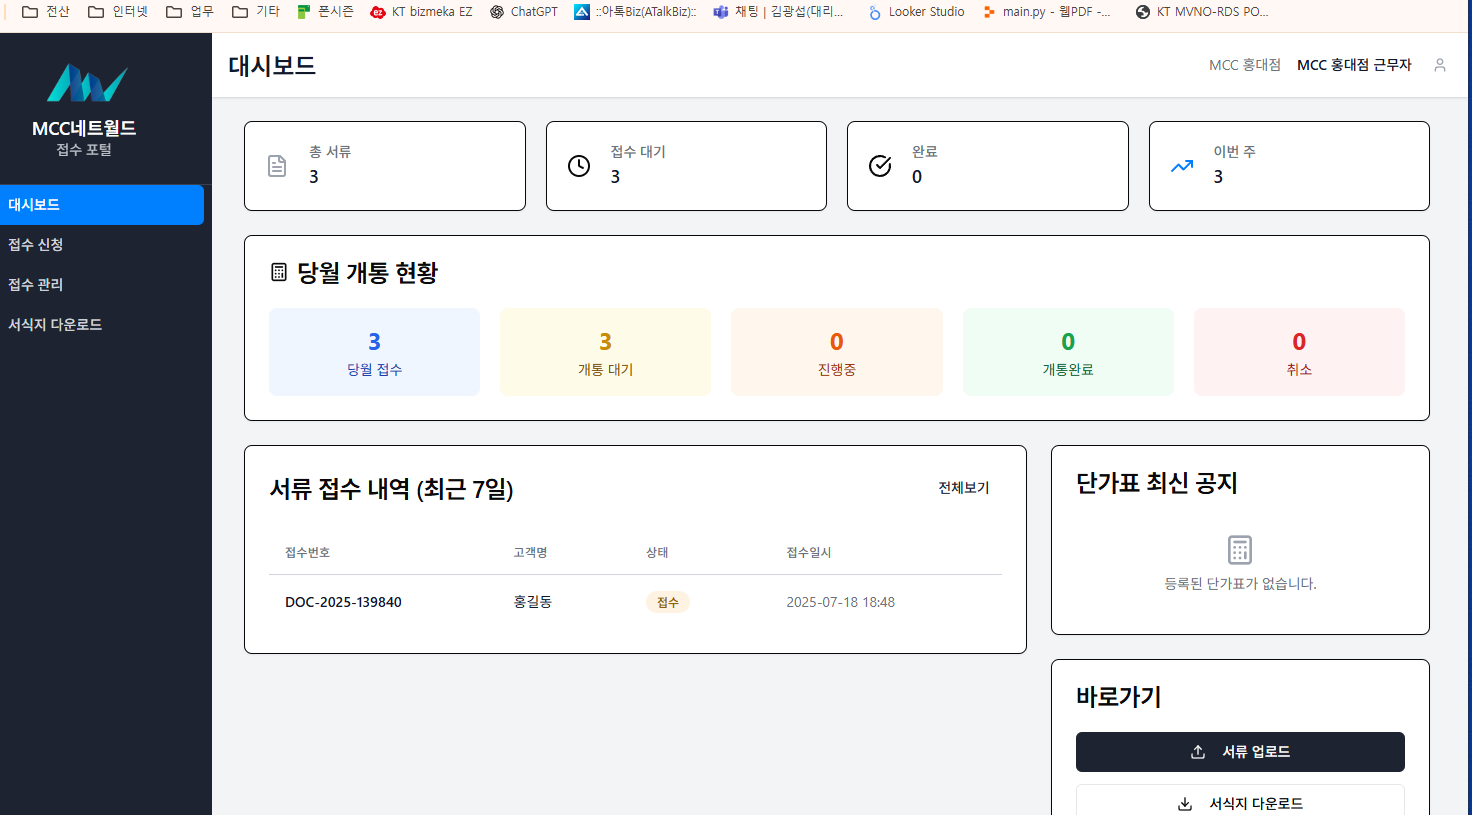 전산 인터넷 업무 기타 폰시즌 KT bizmeka EZ ChatGPT ::아톡Biz(ATalkBiz):: 채팅 | 김광섭(대리... Looker Studio main.py - 웹PDF -... KT MVNO-RDS PO...
MCC네트월드
접수 포털
대시보드
접수 신청
접수 관리
서식지 다운로드
대시보드
MCC 홍대점 MCC 홍대점 근무자
총 서류
3
접수 대기
3
완료
0
이번 주
3
당월 개통 현황
3
당월 접수
3
개통 대기
0
진행중
0
개통완료
0
취소
서류 접수 내역 (최근 7일)
전체보기
접수번호 고객명 상태 접수일시
DOC-2025-139840 홍길동 접수 2025-07-18 18:48
단가표 최신 공지
등록된 단가표가 없습니다.
바로가기
서류 업로드
서식지 다운로드